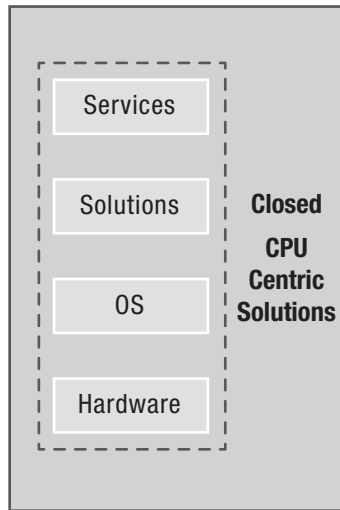 Services
Solutions
OS
Hardware
Closed
CPU
Centric
Solutions